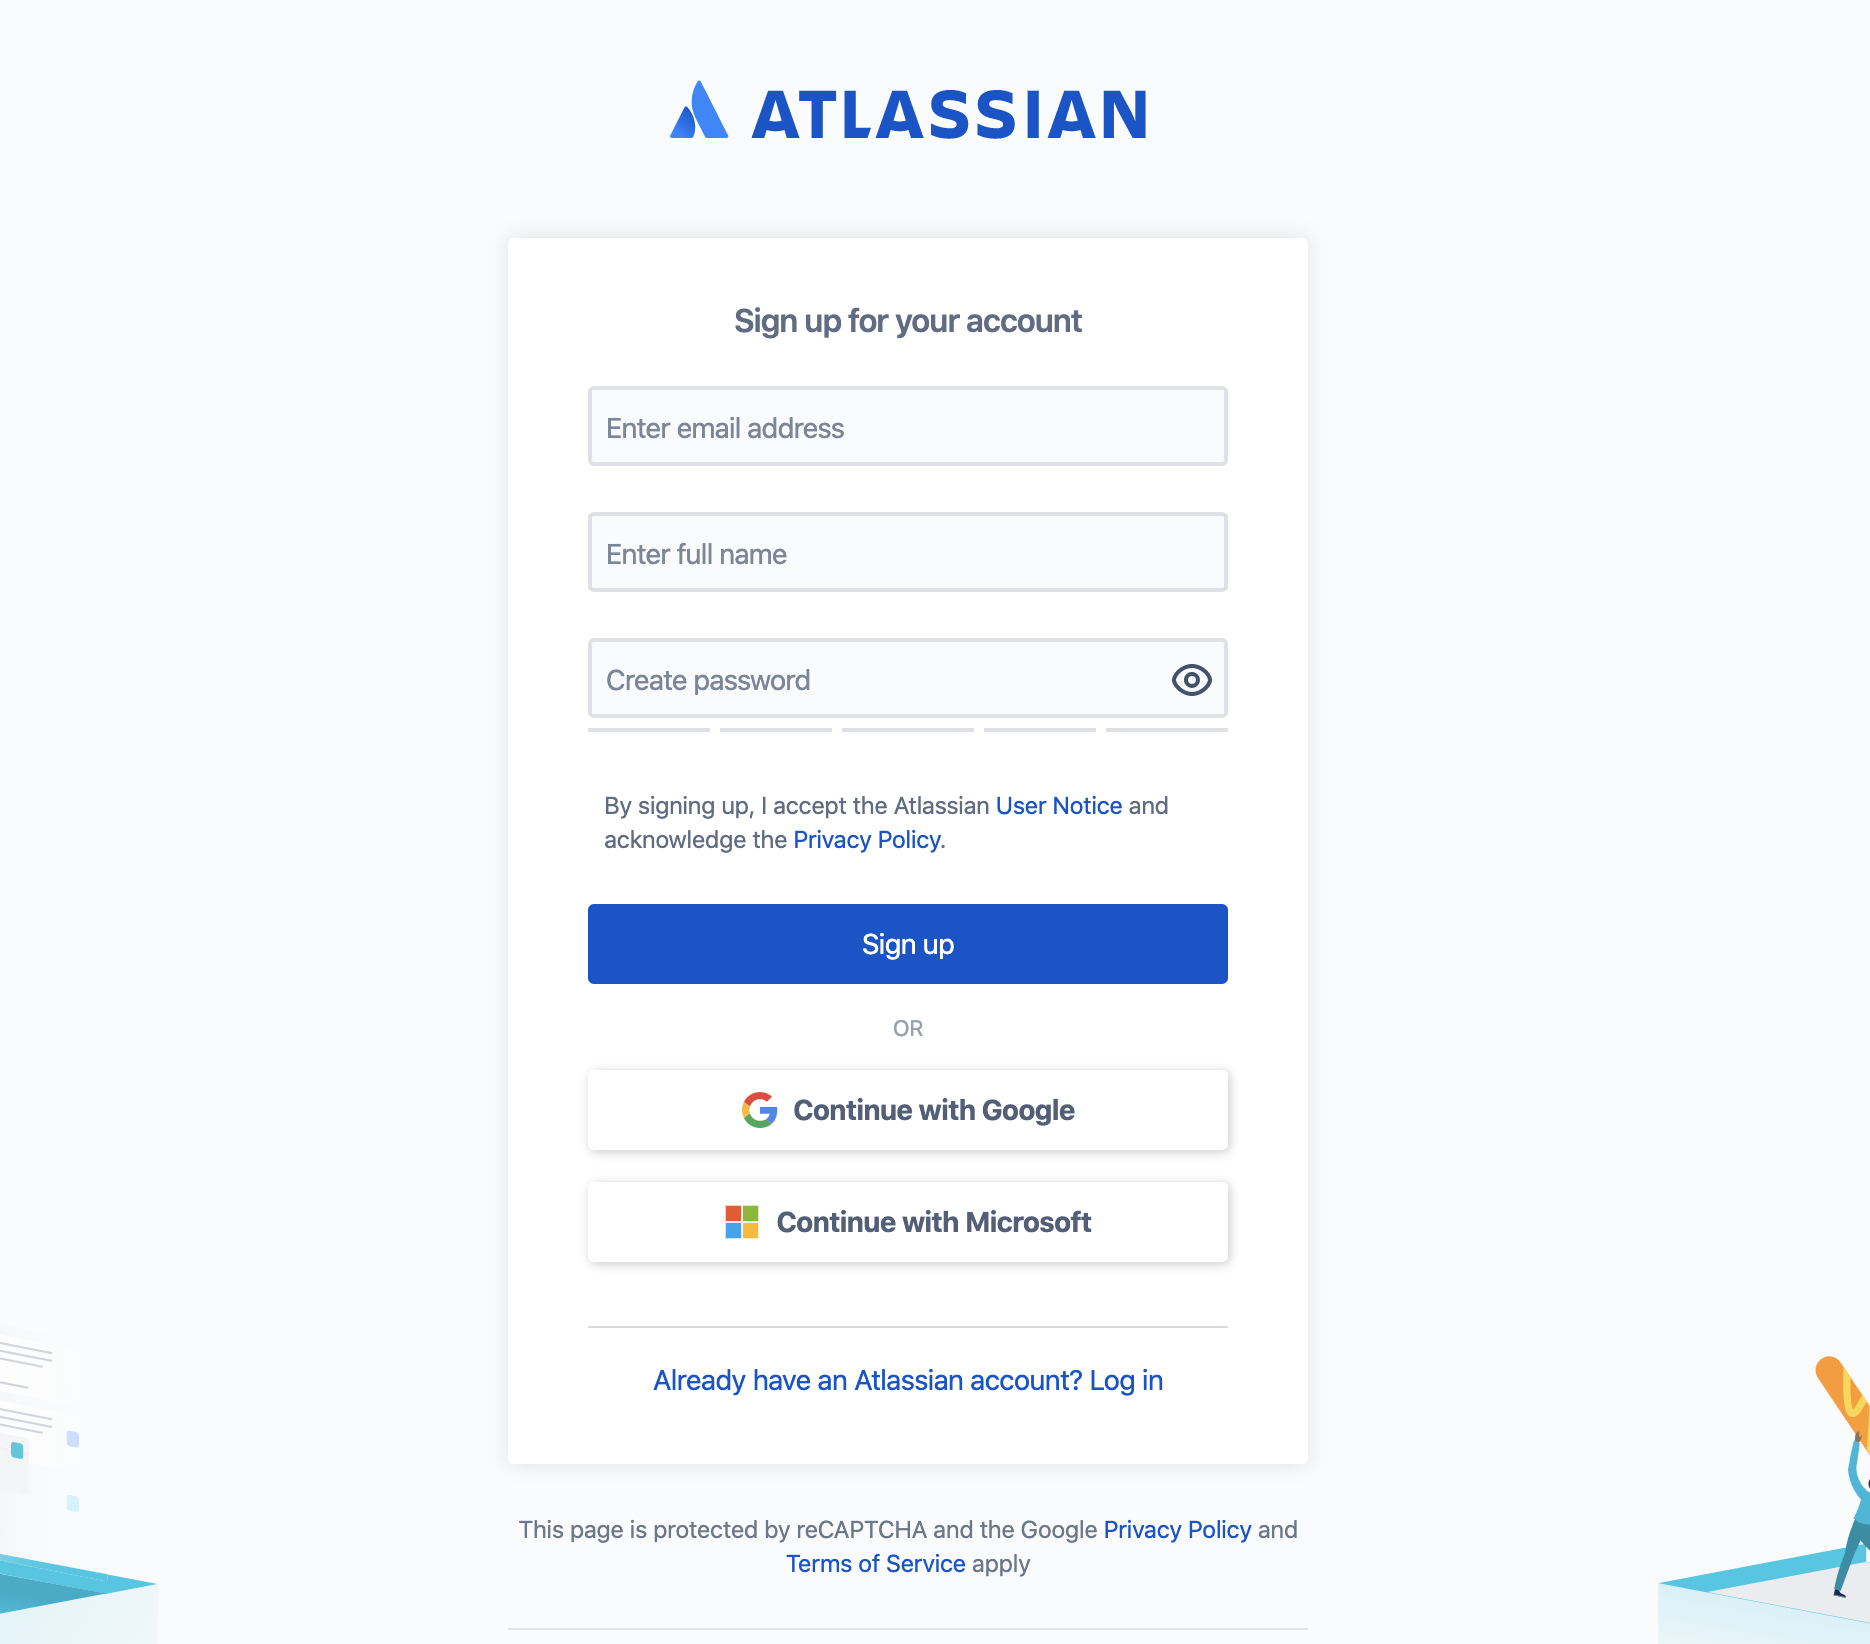 ATLASSIAN
Sign up for your account
Enter email address
Enter full name
Create password
By signing up, I accept the Atlassian User Notice and
acknowledge the Privacy Policy.
Sign up
OR
Continue with Google
Continue with Microsoft
Already have an Atlassian account? Log in
This page is protected by reCAPTCHA and the Google Privacy Policy and
Terms of Service apply